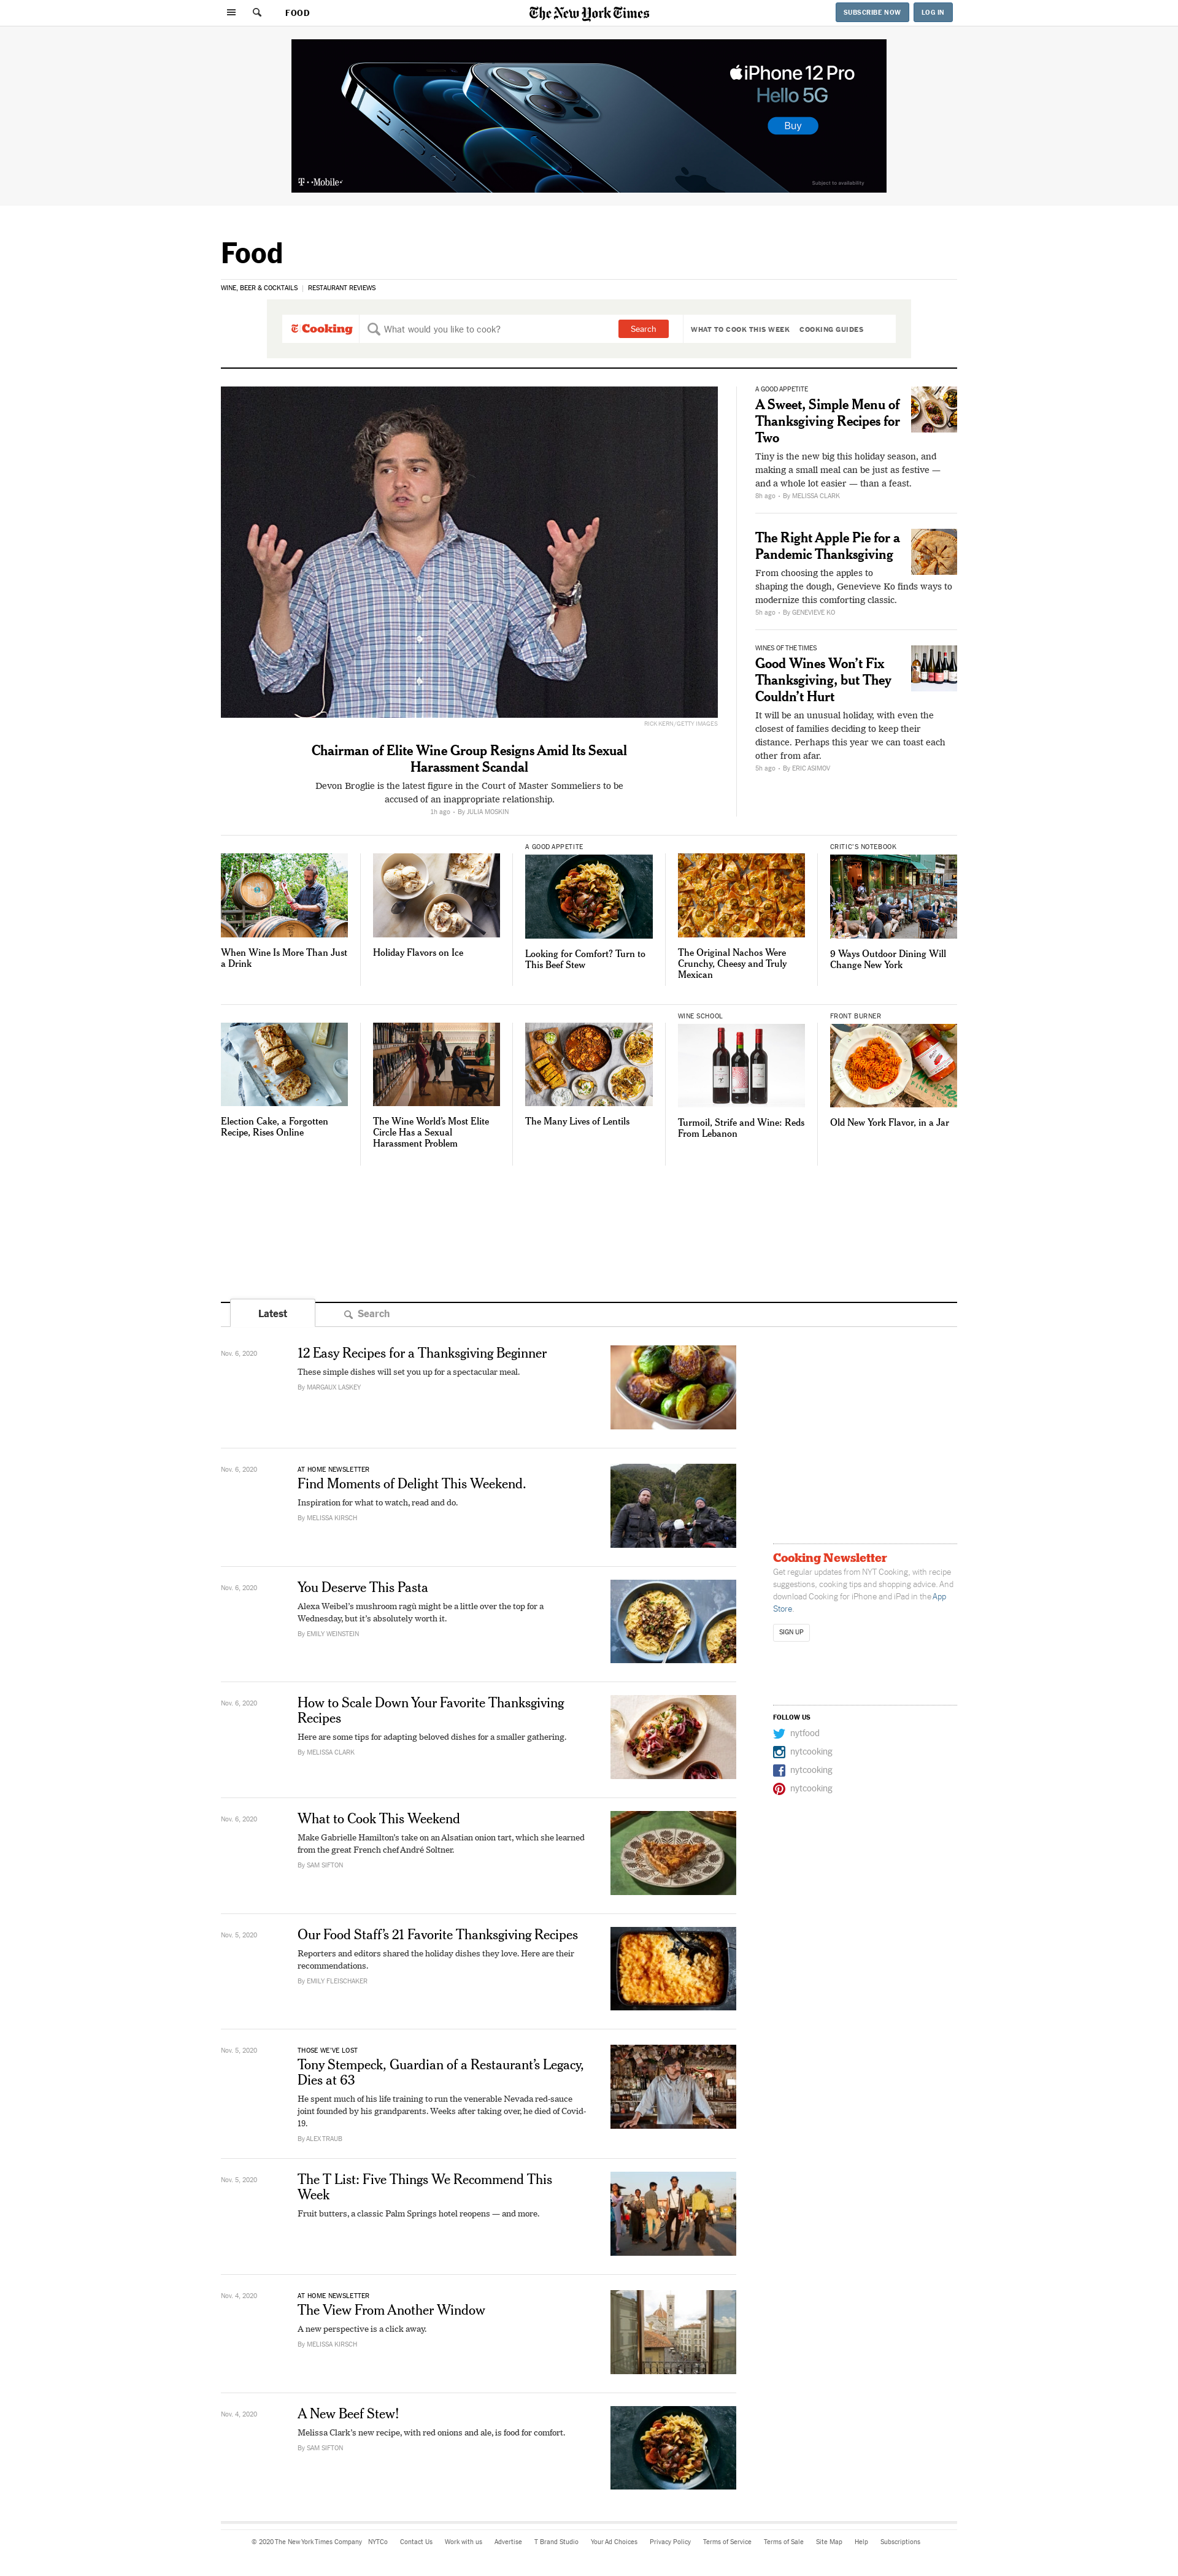 FOOD
The New York Times
SUBSCRIBE NOW
LOG IN
iPhone 12 Pro
Hello 5G
Buy
T-Mobile
Subject to availability
Food
WINE, BEER & COCKTAILS
RESTAURANT REVIEWS
Cooking
What would you like to cook?
Search
WHAT TO COOK THIS WEEK
COOKING GUIDES
RICK KERN/GETTY IMAGES
Chairman of Elite Wine Group Resigns Amid Its Sexual
Harassment Scandal
Devon Broglie is the latest figure in the Court of Master Sommeliers to be
accused of an inappropriate relationship.
1h ago • By JULIA MOSKIN
A GOOD APPETITE
A Sweet, Simple Menu of
Thanksgiving Recipes for
Two
Tiny is the new big this holiday season, and
making a small meal can be just as festive —
and a whole lot easier — than a feast.
8h ago • By MELISSA CLARK
The Right Apple Pie for a
Pandemic Thanksgiving
From choosing the apples to
shaping the dough, Genevieve Ko finds ways to
modernize this comforting classic.
5h ago • By GENEVIEVE KO
WINES OF THE TIMES
Good Wines Won’t Fix
Thanksgiving, but They
Couldn’t Hurt
It will be an unusual holiday, with even the
closest of families deciding to keep their
distance. Perhaps this year we can toast each
other from afar.
5h ago • By ERIC ASIMOV
When Wine Is More Than Just
a Drink
Holiday Flavors on Ice
A GOOD APPETITE
Looking for Comfort? Turn to
This Beef Stew
The Original Nachos Were
Crunchy, Cheesy and Truly
Mexican
CRITIC’S NOTEBOOK
9 Ways Outdoor Dining Will
Change New York
Election Cake, a Forgotten
Recipe, Rises Online
The Wine World’s Most Elite
Circle Has a Sexual
Harassment Problem
The Many Lives of Lentils
WINE SCHOOL
Turmoil, Strife and Wine: Reds
From Lebanon
FRONT BURNER
Old New York Flavor, in a Jar
Latest
Search
Nov. 6, 2020
12 Easy Recipes for a Thanksgiving Beginner
These simple dishes will set you up for a spectacular meal.
By MARGAUX LASKEY
Nov. 6, 2020
AT HOME NEWSLETTER
Find Moments of Delight This Weekend.
Inspiration for what to watch, read and do.
By MELISSA KIRSCH
Nov. 6, 2020
You Deserve This Pasta
Alexa Weibel’s mushroom ragù might be a little over the top for a
Wednesday, but it’s absolutely worth it.
By EMILY WEINSTEIN
Nov. 6, 2020
How to Scale Down Your Favorite Thanksgiving
Recipes
Here are some tips for adapting beloved dishes for a smaller gathering.
By MELISSA CLARK
Nov. 6, 2020
What to Cook This Weekend
Make Gabrielle Hamilton’s take on an Alsatian onion tart, which she learned
from the great French chef André Soltner.
By SAM SIFTON
Nov. 5, 2020
Our Food Staff’s 21 Favorite Thanksgiving Recipes
Reporters and editors shared the holiday dishes they love. Here are their
recommendations.
By EMILY FLEISCHAKER
Nov. 5, 2020
THOSE WE’VE LOST
Tony Stempeck, Guardian of a Restaurant’s Legacy,
Dies at 63
He spent much of his life training to run the venerable Nevada red-sauce
joint founded by his grandparents. Weeks after taking over, he died of Covid-
19.
By ALEX TRAUB
Nov. 5, 2020
The T List: Five Things We Recommend This
Week
Fruit butters, a classic Palm Springs hotel reopens — and more.
Nov. 4, 2020
AT HOME NEWSLETTER
The View From Another Window
A new perspective is a click away.
By MELISSA KIRSCH
Nov. 4, 2020
A New Beef Stew!
Melissa Clark’s new recipe, with red onions and ale, is food for comfort.
By SAM SIFTON
Cooking Newsletter
Get regular updates from NYT Cooking, with recipe
suggestions, cooking tips and shopping advice. And
download Cooking for iPhone and iPad in the App
Store.
SIGN UP
FOLLOW US
nytfood
nytcooking
nytcooking
nytcooking
© 2020 The New York Times Company NYTCo Contact Us Work with us Advertise T Brand Studio Your Ad Choices Privacy Policy Terms of Service Terms of Sale Site Map Help Subscriptions